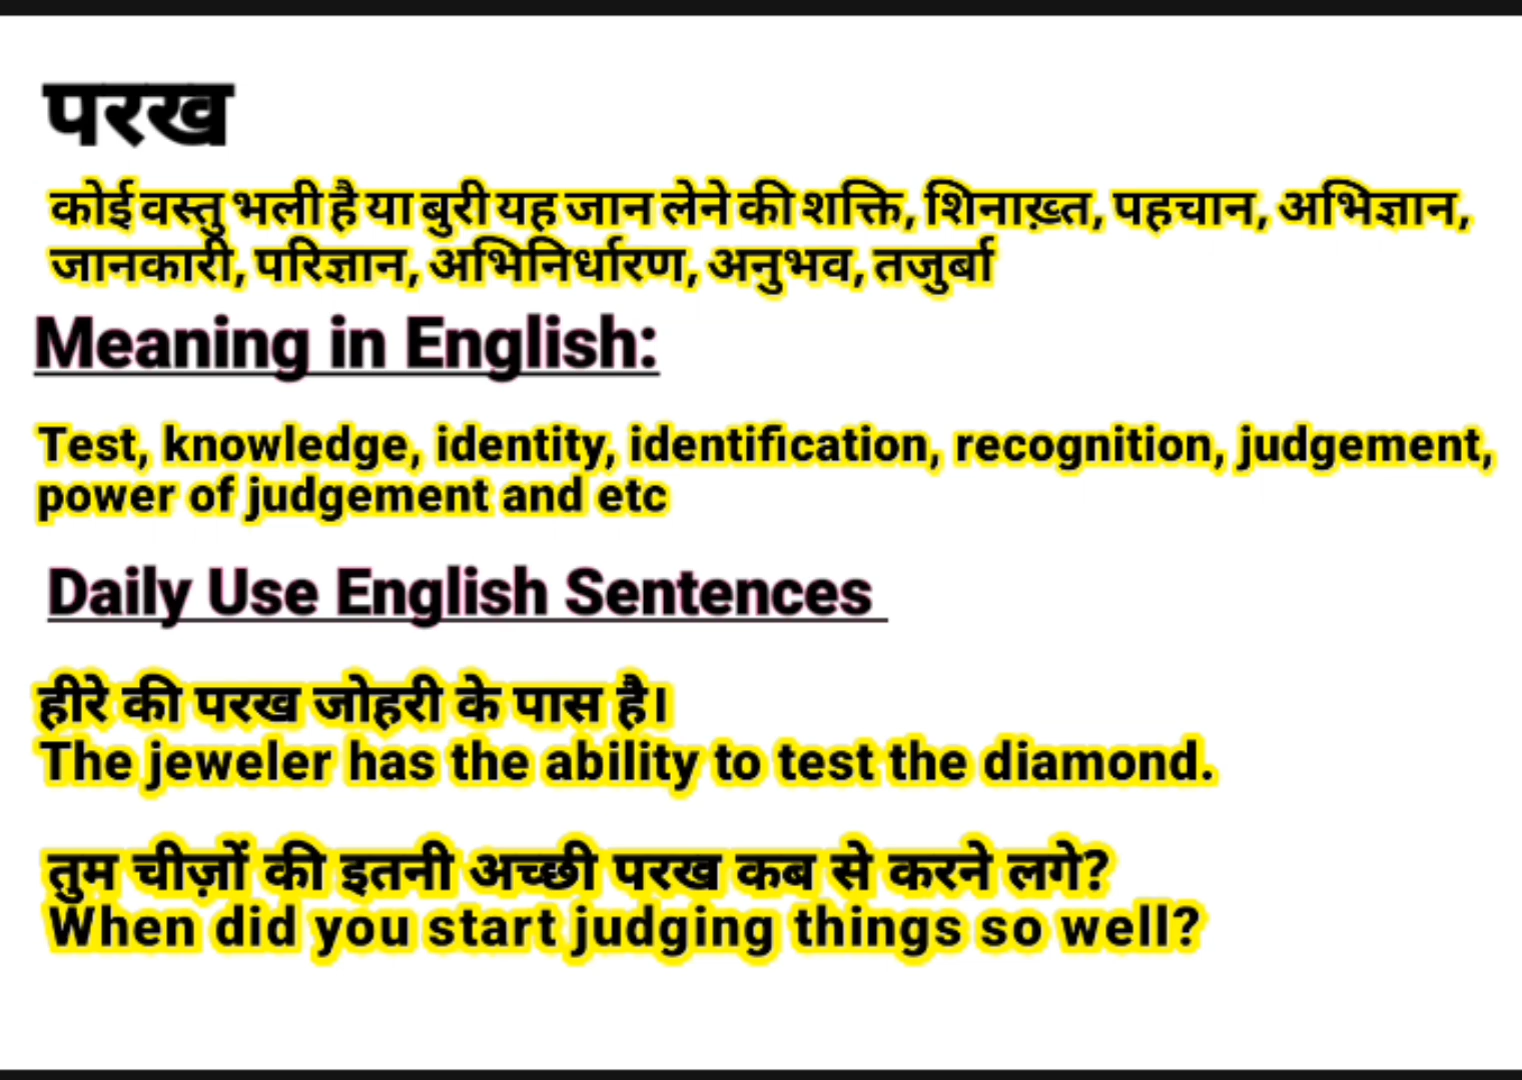 परख
कोई वस्तु भली है या बुरी यह जान लेने की शक्ति, शिनाख़्त, पहचान, अभिज्ञान,
जानकारी, परिज्ञान, अभिनिर्धारण, अनुभव, तजुर्बा
Meaning in English:
Test, knowledge, identity, identification, recognition, judgement,
power of judgement and etc
Daily Use English Sentences
हीरे की परख जोहरी के पास है।
The jeweler has the ability to test the diamond.
तुम चीज़ों की इतनी अच्छी परख कब से करने लगे?
When did you start judging things so well?